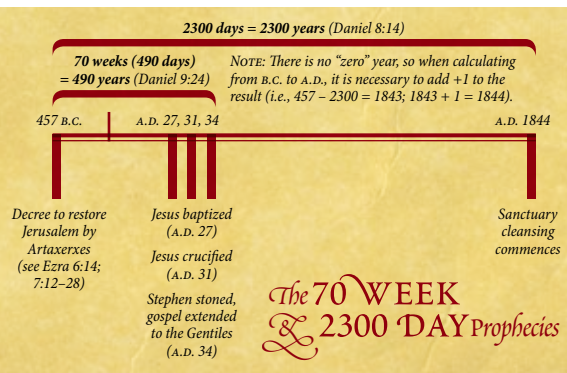 2300 days = 2300 years (Daniel 8:14)
70 weeks (490 days)
= 490 years (Daniel 9:24)
NOTE: There is no “zero” year, so when calculating
from B.C. to A.D., it is necessary to add +1 to the
result (i.e., 457 – 2300 = 1843; 1843 + 1 = 1844).
457 B.C.
A.D. 27, 31, 34
A.D. 1844
Decree to restore
Jerusalem by
Artaxerxes
(see Ezra 6:14;
7:12–28)
Jesus baptized
(A.D. 27)
Jesus crucified
(A.D. 31)
Stephen stoned,
gospel extended
to the Gentiles
(A.D. 34)
Sanctuary
cleansing
commences
The 70 WEEK
& 2300 DAY Prophecies